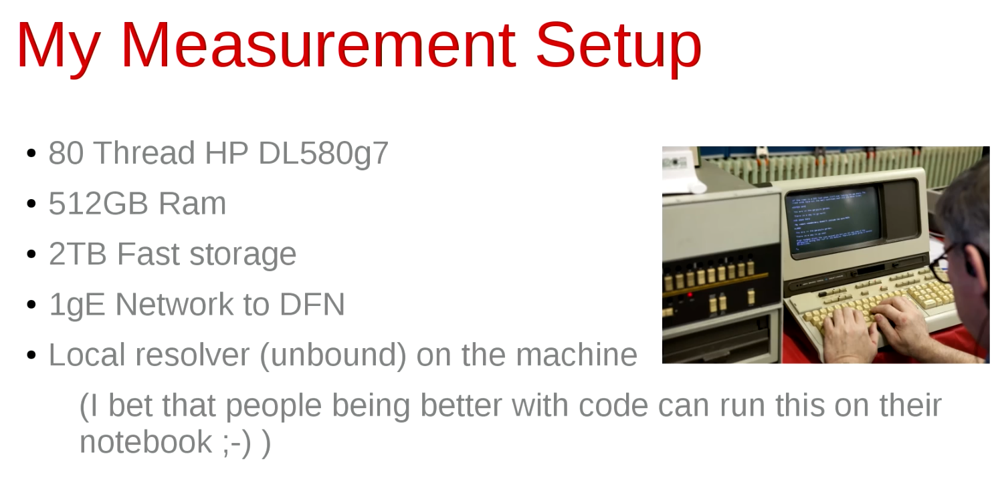 My Measurement Setup
• 80 Thread HP DL580g7
• 512GB Ram
• 2TB Fast storage
• 1gE Network to DFN
• Local resolver (unbound) on the machine
(I bet that people being better with code can run this on their
notebook ;-) )